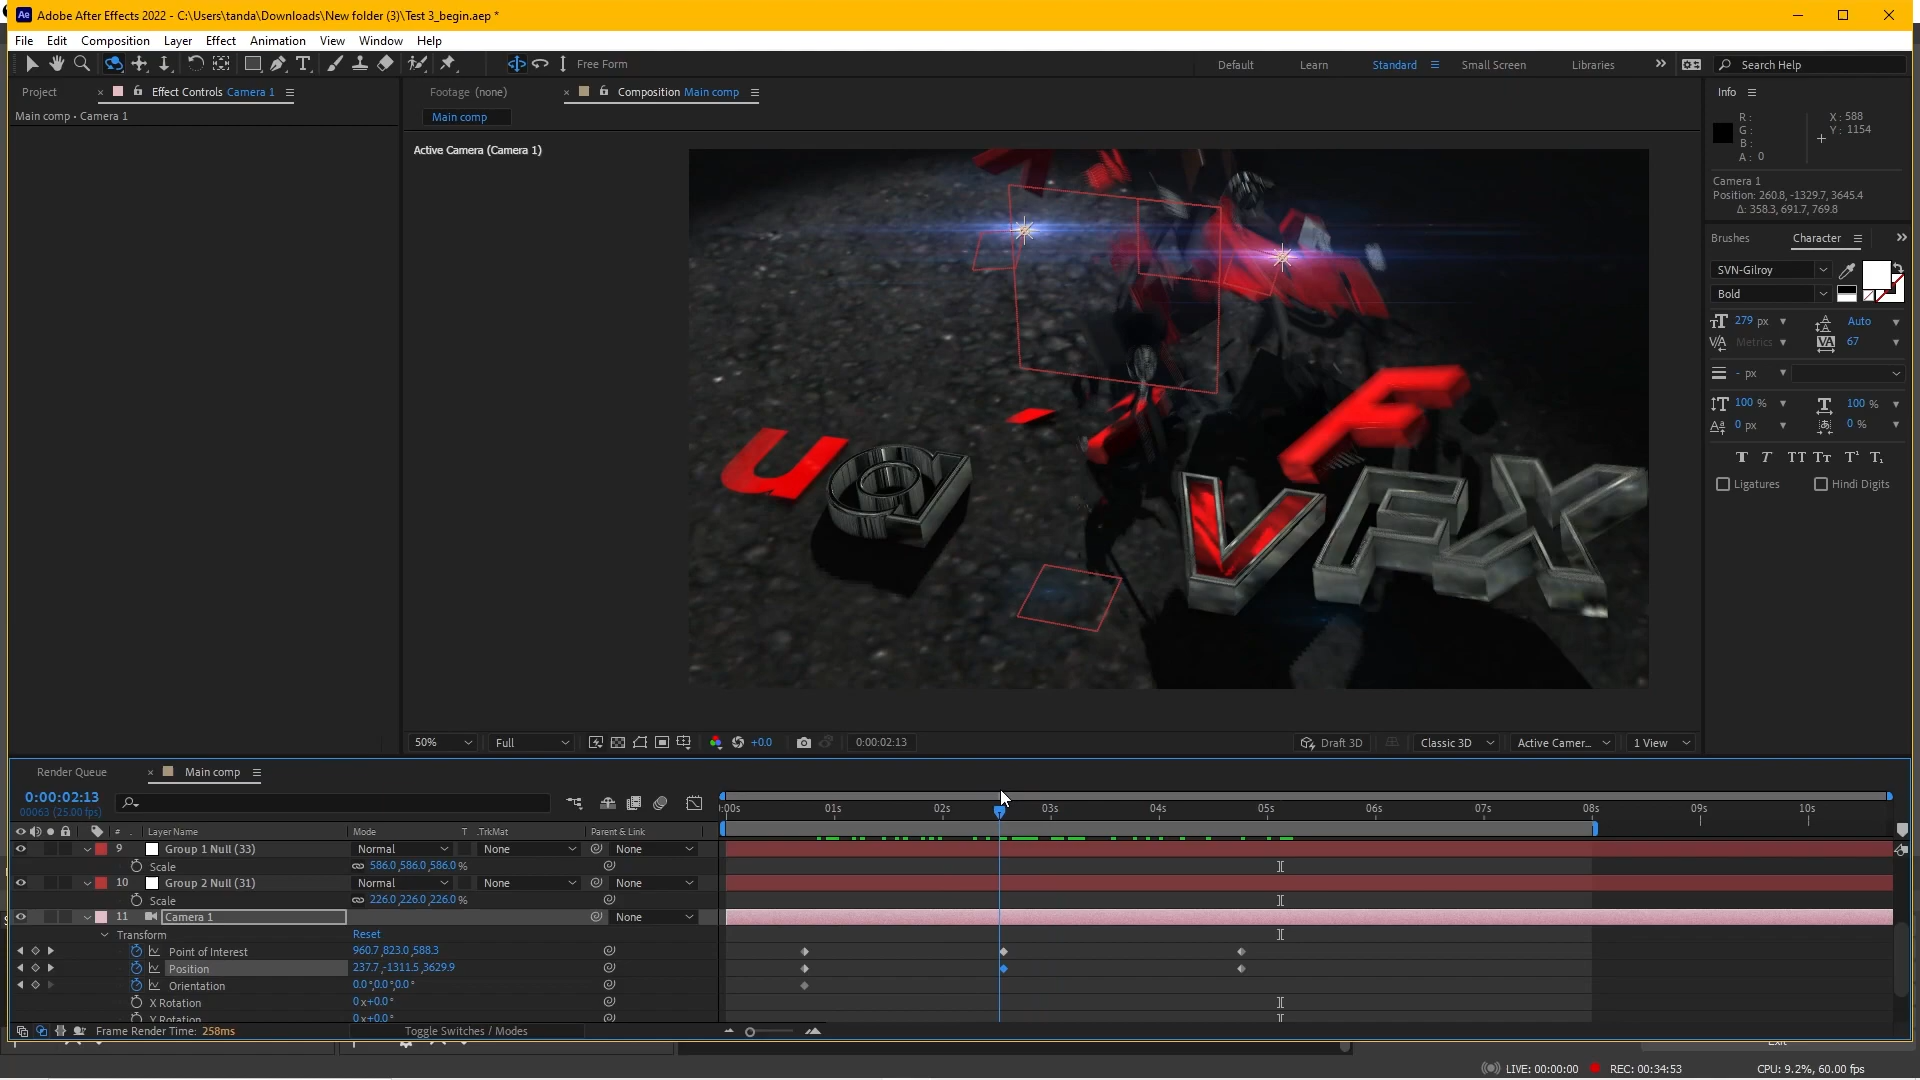 Adobe After Effects 2022 - C:\Users\tanda\Downloads\New folder (3)\Test 3_begin.aep *
File Edit Composition Layer Effect Animation View Window Help
Free Form
Default Learn Standard Small Screen Libraries Search Help
Project Effect Controls Camera 1
Footage (none) Composition Main comp
Info
Main comp • Camera 1
Main comp
R :
G :
B :
A : 0
X : 588
Y : 1154
Active Camera (Camera 1)
Camera 1
Position: 260.8, -1329.7, 3645.4
Δ: 358.3, 691.7, 769.8
Brushes Character
SVN-Gilroy
Bold
279 px Auto
Metrics 67
- px
100 % 100 %
0 px 0 %
T T TT Tt T¹ T₁
Ligatures Hindi Digits
u a F
V F X
50% Full +0.0 0:00:02:13 Draft 3D Classic 3D Active Camer... 1 View
Render Queue Main comp
0:00:02:13
00063 (25.00 fps)
:00s 01s 02s 03s 04s 05s 06s 07s 08s 09s 10s
# Layer Name Mode T .TrkMat Parent & Link
9 Group 1 Null (33) Normal None None
Scale 586.0,586.0,586.0 %
10 Group 2 Null (31) Normal None None
Scale 226.0,226.0,226.0 %
11 Camera 1 None
Transform Reset
Point of Interest 960.7,823.0,588.3
Position 237.7,-1311.5,3629.9
Orientation 0.0°,0.0°,0.0°
X Rotation 0x+0.0°
Y Rotation 0x+0.0°
Frame Render Time: 258ms Toggle Switches / Modes
Exit
LIVE: 00:00:00 REC: 00:34:53 CPU: 9.2%, 60.00 fps